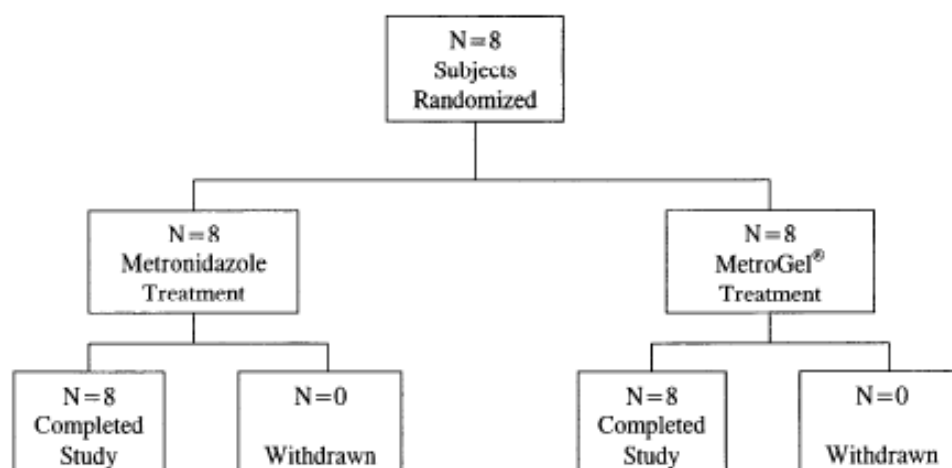 N=8
Subjects
Randomized
N=8
Metronidazole
Treatment
N=8
MetroGel®
Treatment
N=8
Completed
Study
N=0
Withdrawn
N=8
Completed
Study
N=0
Withdrawn